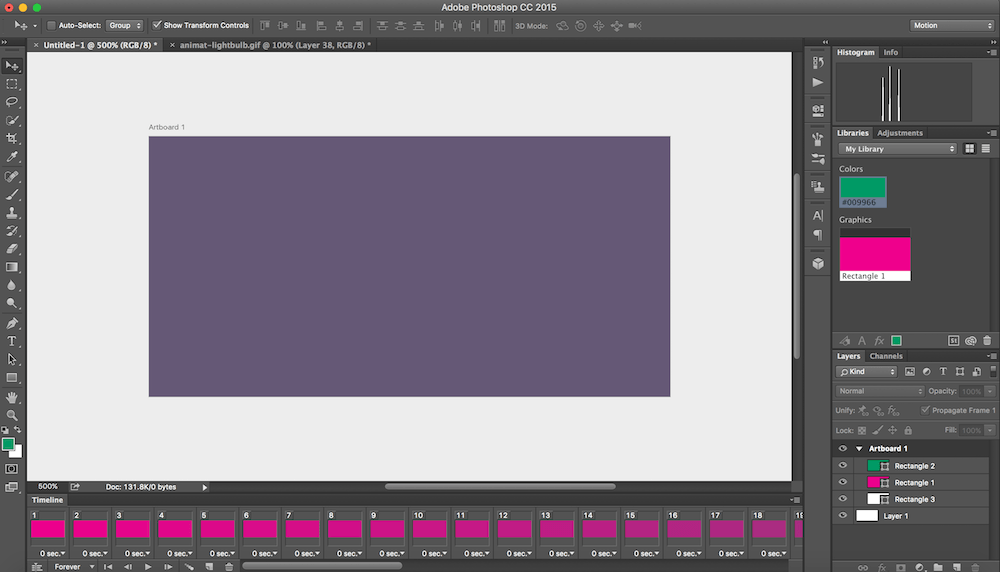 Adobe Photoshop CC 2015
Auto-Select: Group Show Transform Controls 3D Mode: Motion
Untitled-1 @ 500% (RGB/8) * animat-lightbulb.gif @ 100% (Layer 38, RGB/8) *
Histogram Info
Artboard 1
Libraries Adjustments
My Library
Colors
#009966
Graphics
Rectangle 1
Layers Channels
Kind
Normal Opacity: 100%
Unify: Propagate Frame 1
Lock: Fill: 100%
Artboard 1
Rectangle 2
Rectangle 1
Rectangle 3
Layer 1
500% Doc: 131.8K/0 bytes
Timeline
1 2 3 4 5 6 7 8 9 10 11 12 13 14 15 16 17 18 19
0 sec. 0 sec. 0 sec. 0 sec. 0 sec. 0 sec. 0 sec. 0 sec. 0 sec. 0 sec. 0 sec. 0 sec. 0 sec. 0 sec. 0 sec. 0 sec. 0 sec. 0 sec.
Forever